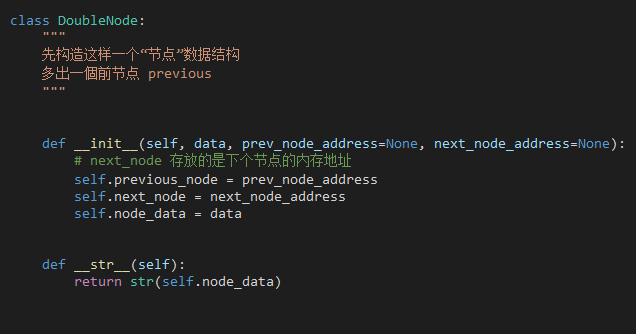 class DoubleNode:
    """
    先构造这样一个“节点”数据结构
    多出一個前节点 previous
    """
    def __init__(self, data, prev_node_address=None, next_node_address=None):
        # next_node 存放的是下个节点的内存地址
        self.previous_node = prev_node_address
        self.next_node = next_node_address
        self.node_data = data
    def __str__(self):
        return str(self.node_data)